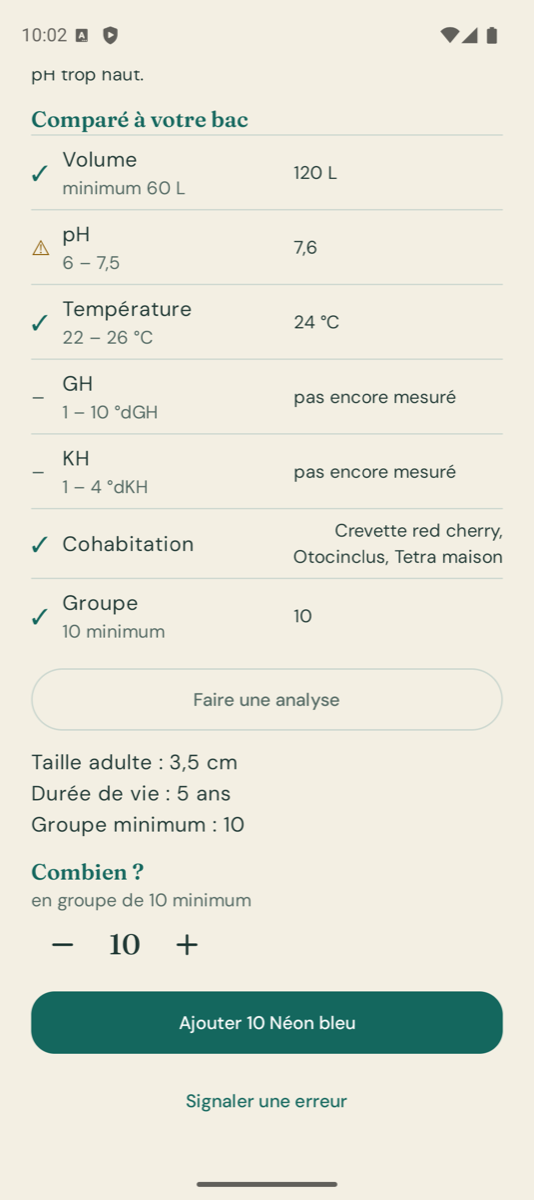 10:02
pH trop haut.
Comparé à votre bac
✓ Volume
minimum 60 L
120 L
⚠ pH
6 – 7,5
7,6
✓ Température
22 – 26 °C
24 °C
– GH
1 – 10 °dGH
pas encore mesuré
– KH
1 – 4 °dKH
pas encore mesuré
✓ Cohabitation
Crevette red cherry,
Otocinclus, Tetra maison
✓ Groupe
10 minimum
10
Faire une analyse
Taille adulte : 3,5 cm
Durée de vie : 5 ans
Groupe minimum : 10
Combien ?
en groupe de 10 minimum
− 10 +
Ajouter 10 Néon bleu
Signaler une erreur